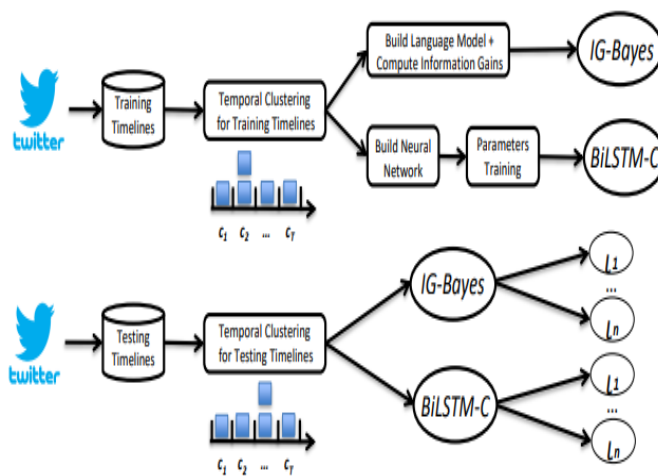 twitter
Training
Timelines
Temporal Clustering
for Training Timelines
c1 c2 ... cT
Build Language Model +
Compute Information Gains
IG-Bayes
Build Neural
Network
Parameters
Training
BiLSTM-C
twitter
Testing
Timelines
Temporal Clustering
for Testing Timelines
c1 c2 ... cT
IG-Bayes
l1
...
ln
BiLSTM-C
l1
...
ln